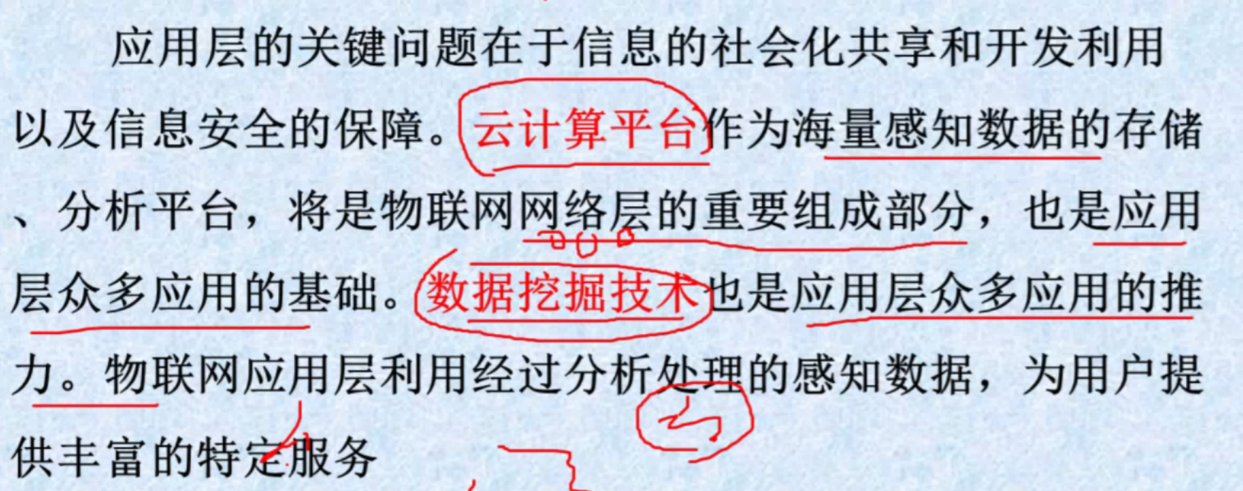 应用层的关键问题在于信息的社会化共享和开发利用
以及信息安全的保障。云计算平台作为海量感知数据的存储
、分析平台，将是物联网网络层的重要组成部分，也是应用
层众多应用的基础。数据挖掘技术也是应用层众多应用的推
力。物联网应用层利用经过分析处理的感知数据，为用户提
供丰富的特定服务